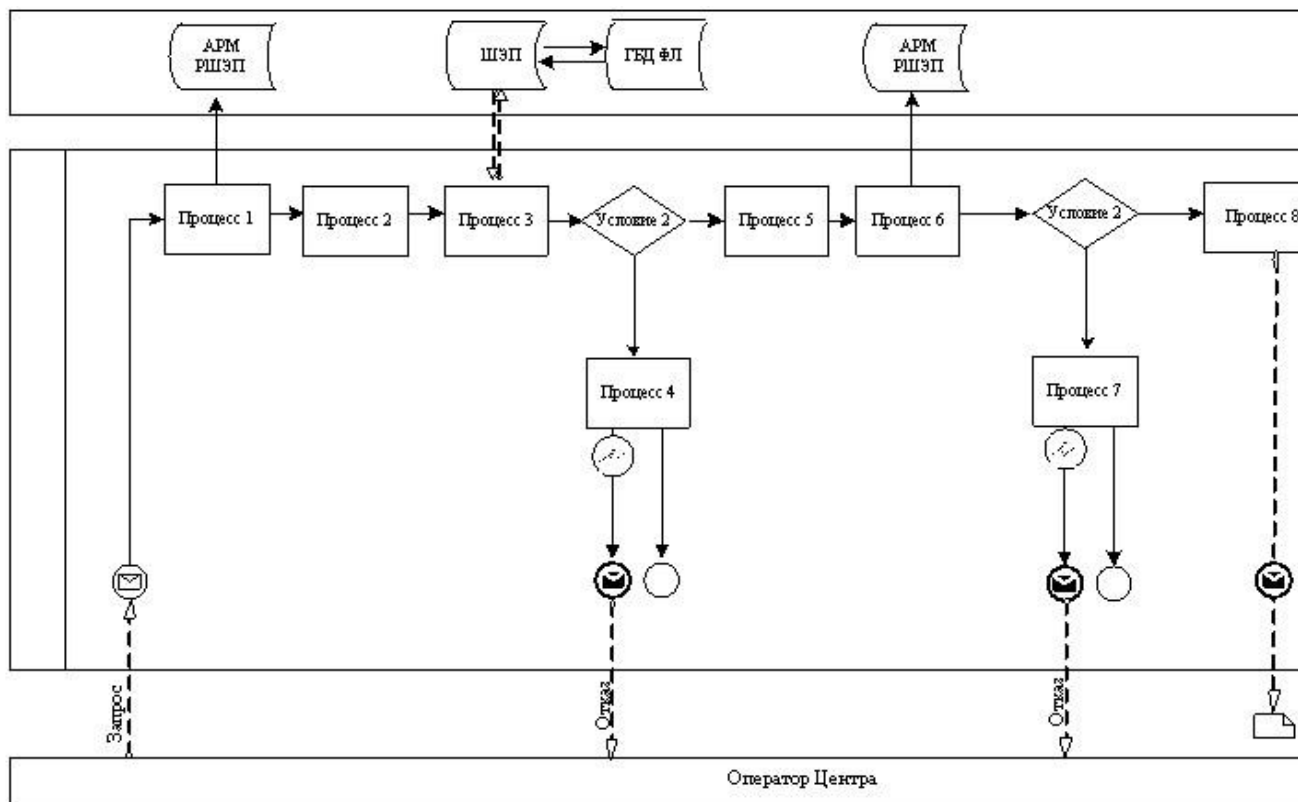 АРМ
РШЭП
ШЭП
ГБД ФЛ
АРМ
РШЭП
Процесс 1
Процесс 2
Процесс 3
Условие 2
Процесс 5
Процесс 6
Условие 2
Процесс 8
Процесс 4
Процесс 7
Запрос
Отказ
Отказ
Оператор Центра